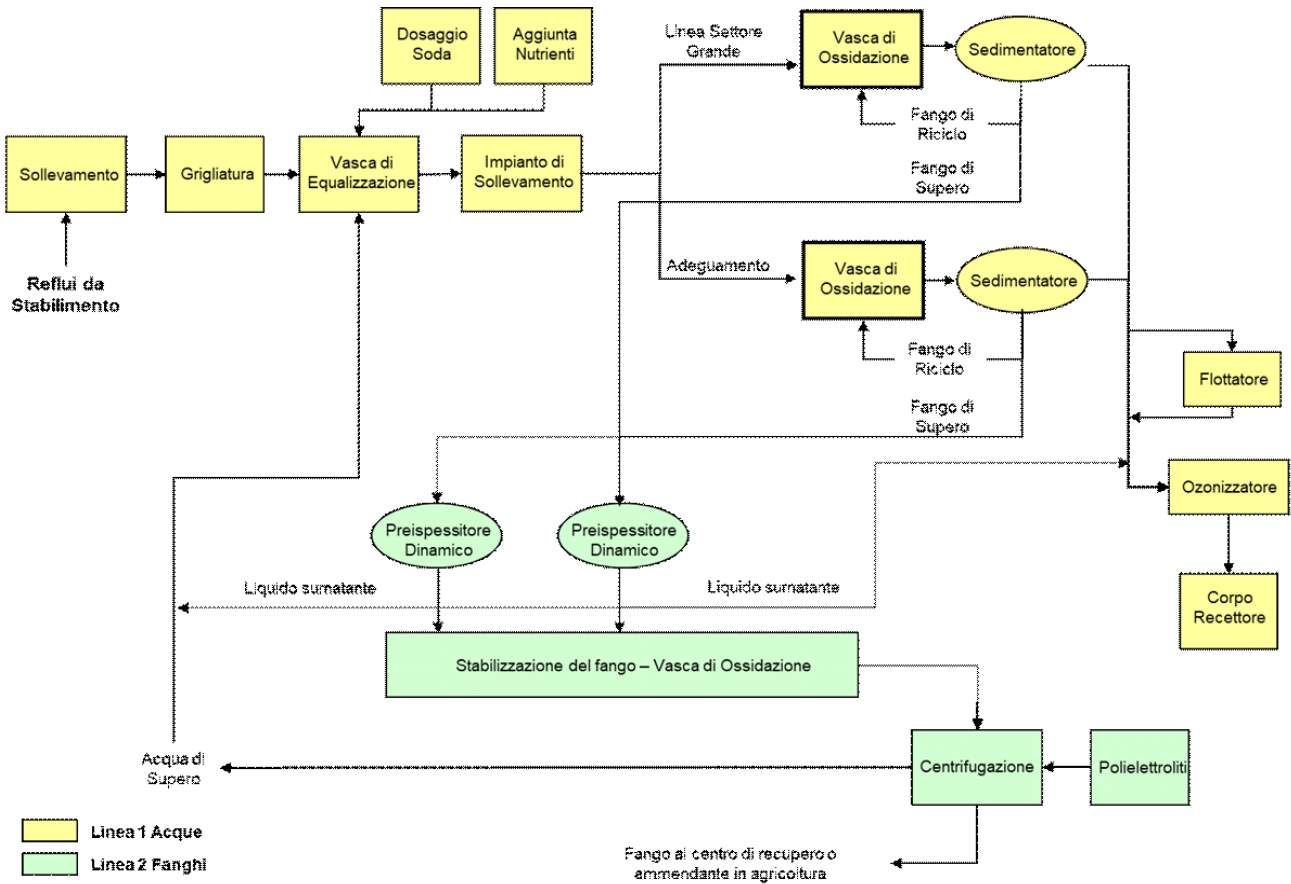 Dosaggio
Soda
Aggiunta
Nutrienti
Linea Settore
Grande
Vasca di
Ossidazione
Sedimentatore
Fango di
Riciclo
Fango di
Supero
Sollevamento
Grigliatura
Vasca di
Equalizzazione
Impianto di
Sollevamento
Reflui da
Stabilimento
Adeguamento
Vasca di
Ossidazione
Sedimentatore
Fango di
Riciclo
Fango di
Supero
Flottatore
Ozonizzatore
Corpo
Recettore
Preispessitore
Dinamico
Preispessitore
Dinamico
Liquido surnatante
Liquido surnatante
Stabilizzazione del fango – Vasca di Ossidazione
Acqua di
Supero
Centrifugazione
Polielettroliti
Linea 1 Acque
Linea 2 Fanghi
Fango al centro di recupero o
ammendante in agricoltura